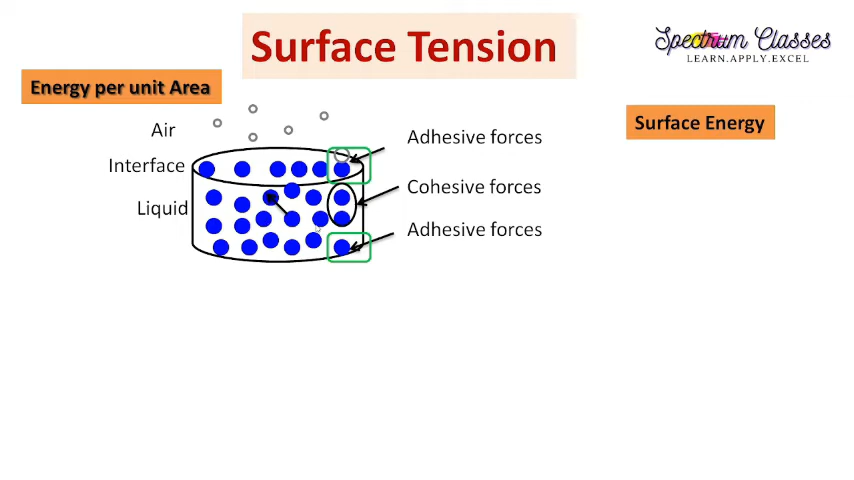 Surface Tension
Spectrum Classes
LEARN.APPLY.EXCEL
Energy per unit Area
Surface Energy
Air
Adhesive forces
Interface
Cohesive forces
Liquid
Adhesive forces